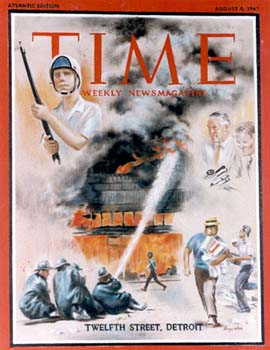 ATLANTIC EDITION
AUGUST 4, 1967
TIME
WEEKLY NEWSMAGAZINE
TWELFTH STREET, DETROIT